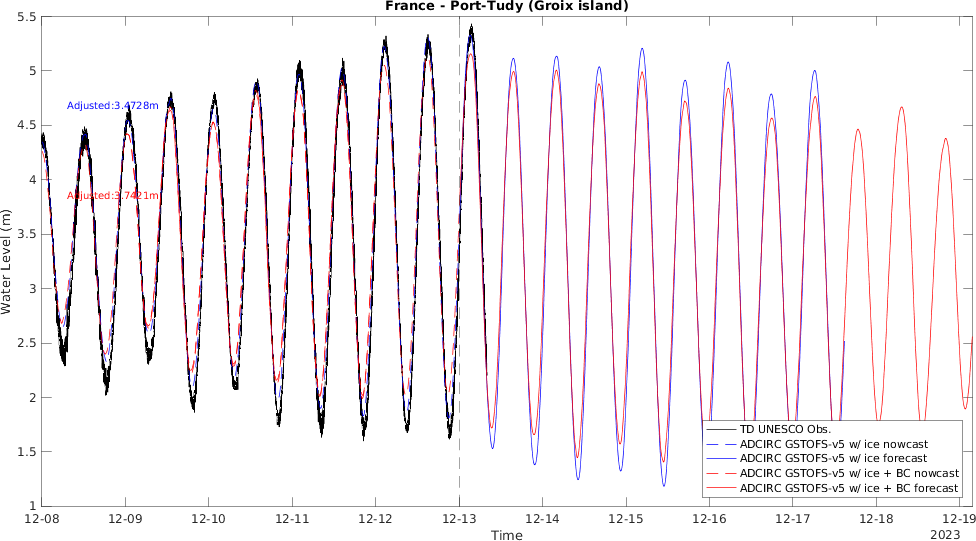 France - Port-Tudy (Groix island)
5.5
5
4.5
4
3.5
3
2.5
2
1.5
1
Water Level (m)
Adjusted:3.4728m
Adjusted:3.7421m
TD UNESCO Obs.
ADCIRC GSTOFS-v5 w/ ice nowcast
ADCIRC GSTOFS-v5 w/ ice forecast
ADCIRC GSTOFS-v5 w/ ice + BC nowcast
ADCIRC GSTOFS-v5 w/ ice + BC forecast
12-08 12-09 12-10 12-11 12-12 12-13 12-14 12-15 12-16 12-17 12-18 12-19
Time
2023